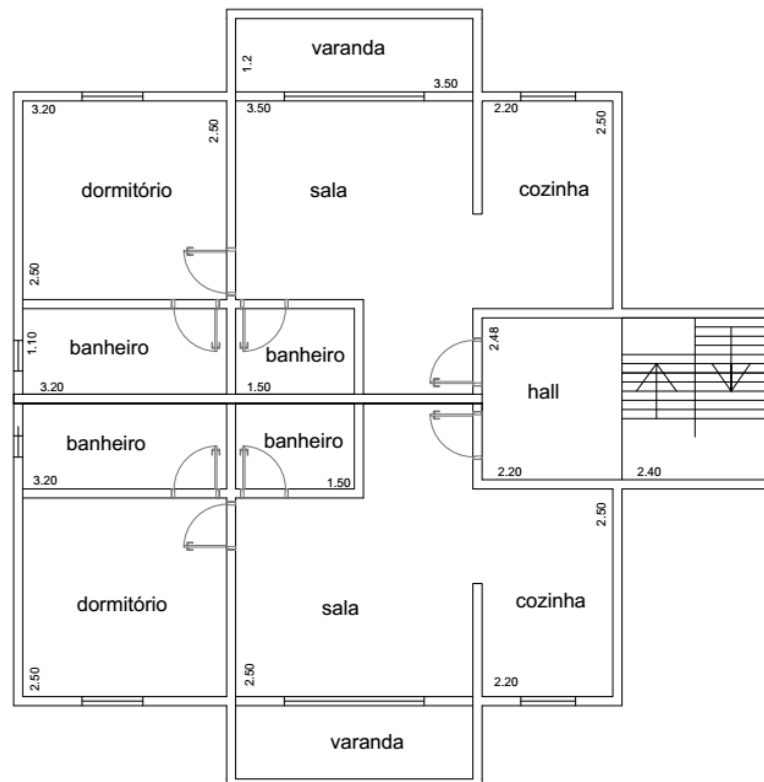 varanda
1.2
3.50
3.20
2.50
3.50
2.20
2.50
dormitório
sala
cozinha
2.50
1.10
banheiro
3.20
banheiro
1.50
2.48
hall
banheiro
3.20
banheiro
1.50
2.20
2.40
2.50
dormitório
sala
cozinha
2.50
2.50
2.20
varanda